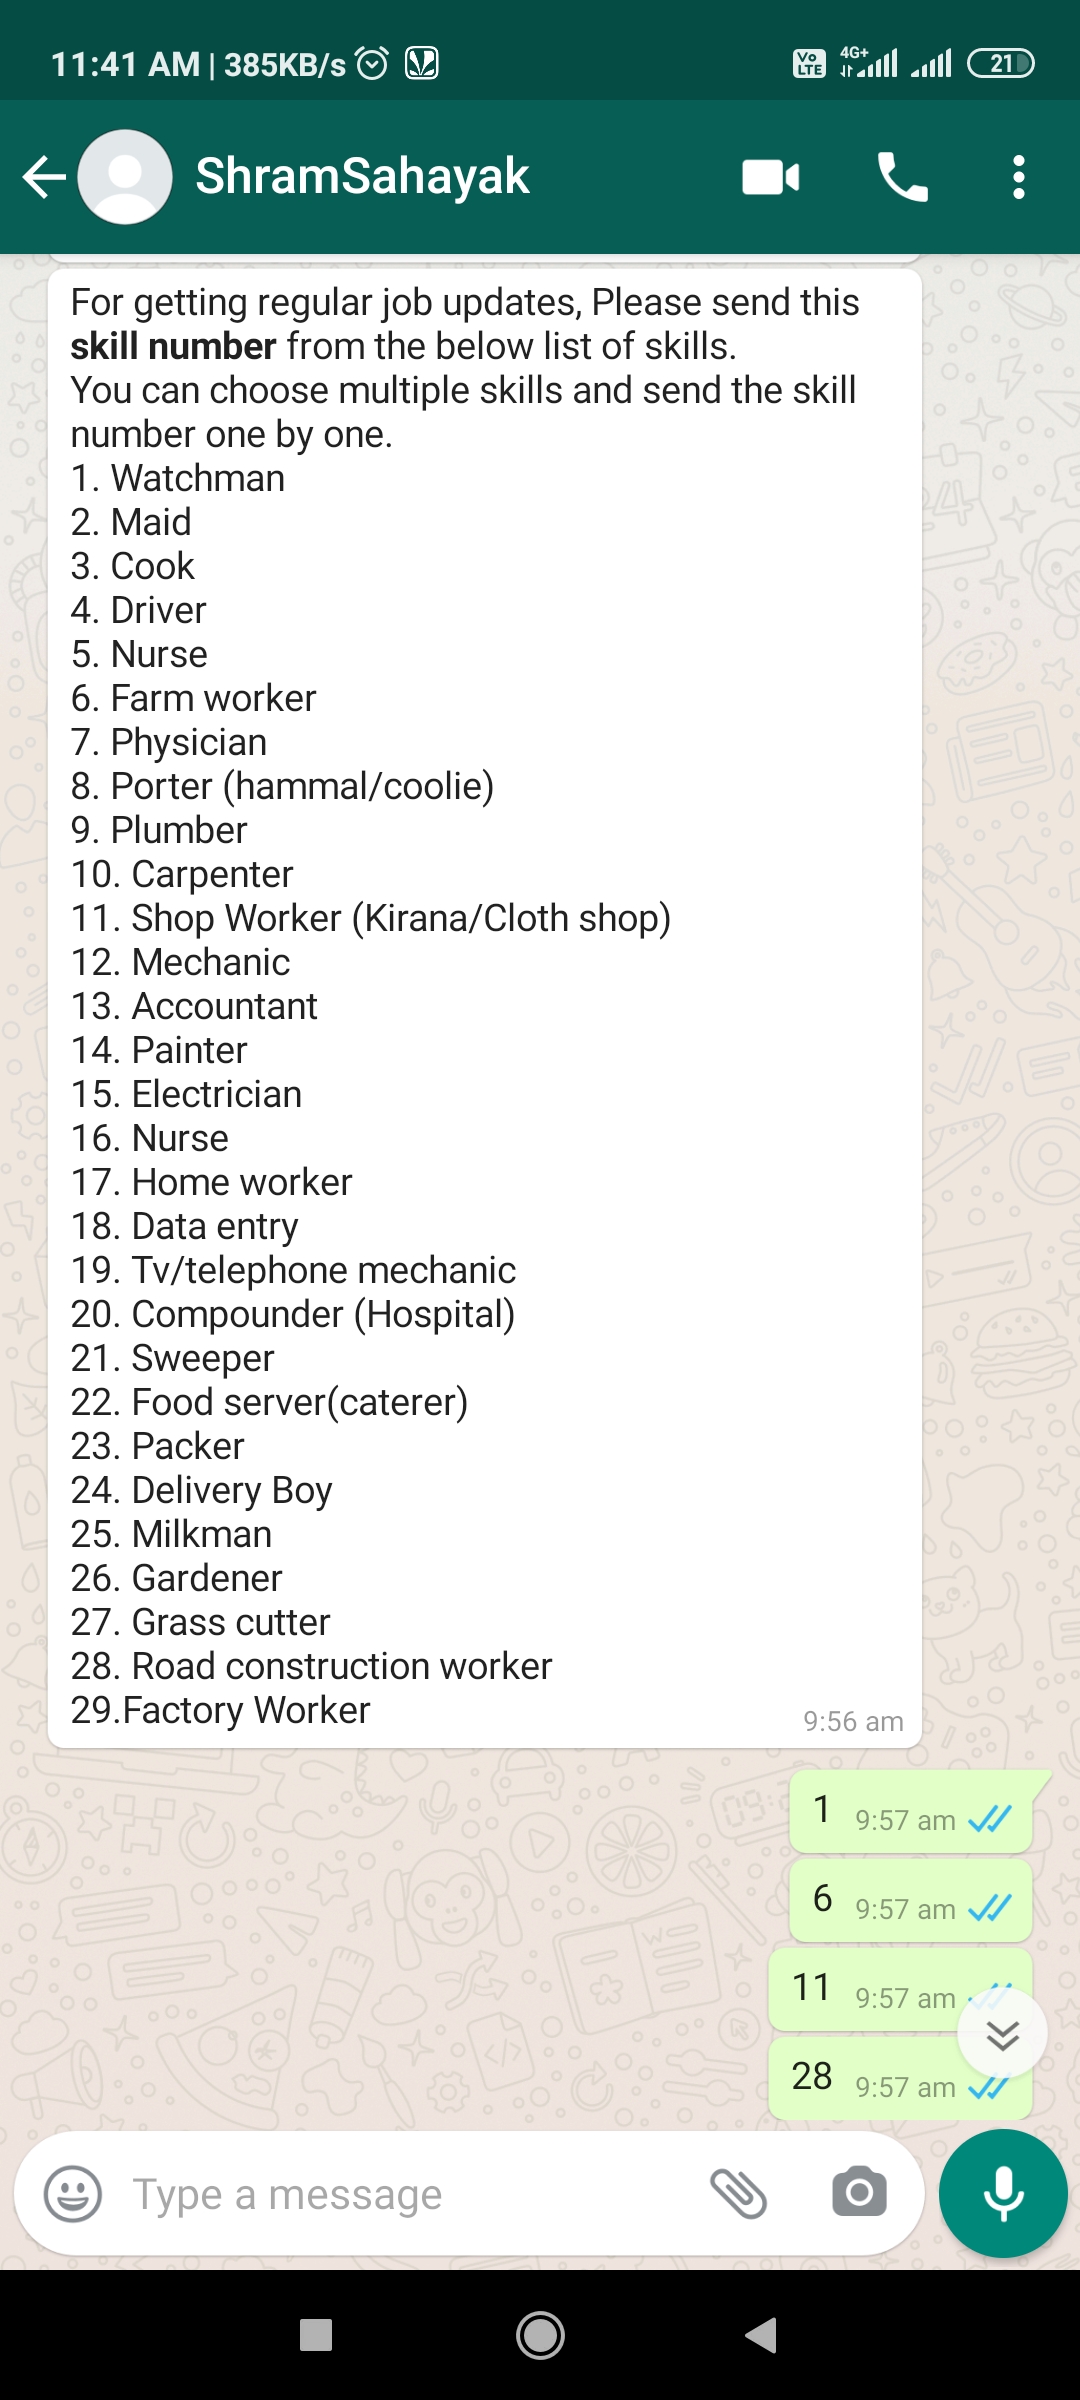 11:41 AM | 385KB/s
Vo LTE 4G+ 21
ShramSahayak
For getting regular job updates, Please send this
skill number from the below list of skills.
You can choose multiple skills and send the skill
number one by one.
1. Watchman
2. Maid
3. Cook
4. Driver
5. Nurse
6. Farm worker
7. Physician
8. Porter (hammal/coolie)
9. Plumber
10. Carpenter
11. Shop Worker (Kirana/Cloth shop)
12. Mechanic
13. Accountant
14. Painter
15. Electrician
16. Nurse
17. Home worker
18. Data entry
19. Tv/telephone mechanic
20. Compounder (Hospital)
21. Sweeper
22. Food server(caterer)
23. Packer
24. Delivery Boy
25. Milkman
26. Gardener
27. Grass cutter
28. Road construction worker
29.Factory Worker
9:56 am
1 9:57 am
6 9:57 am
11 9:57 am
28 9:57 am
Type a message